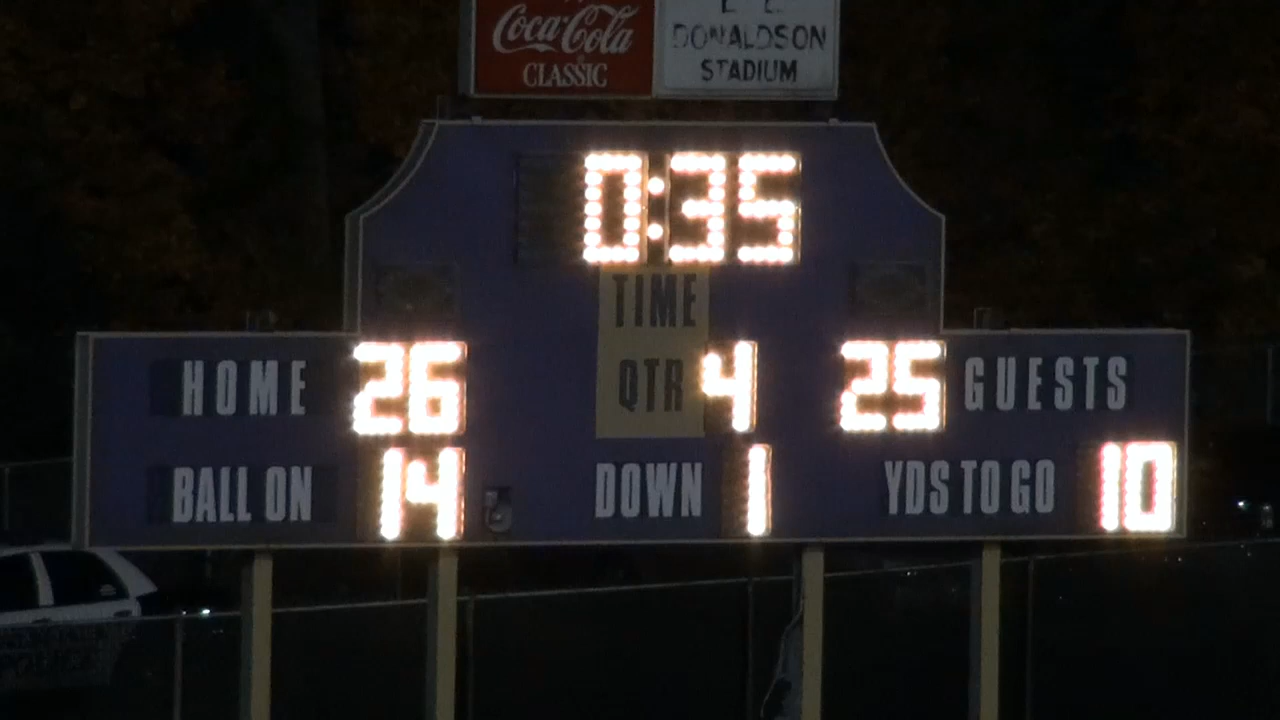 Coca-Cola
CLASSIC
DONALDSON
STADIUM
0:35
TIME
HOME 26 QTR 4 25 GUESTS
BALL ON 14 DOWN 1 YDS TO GO 10